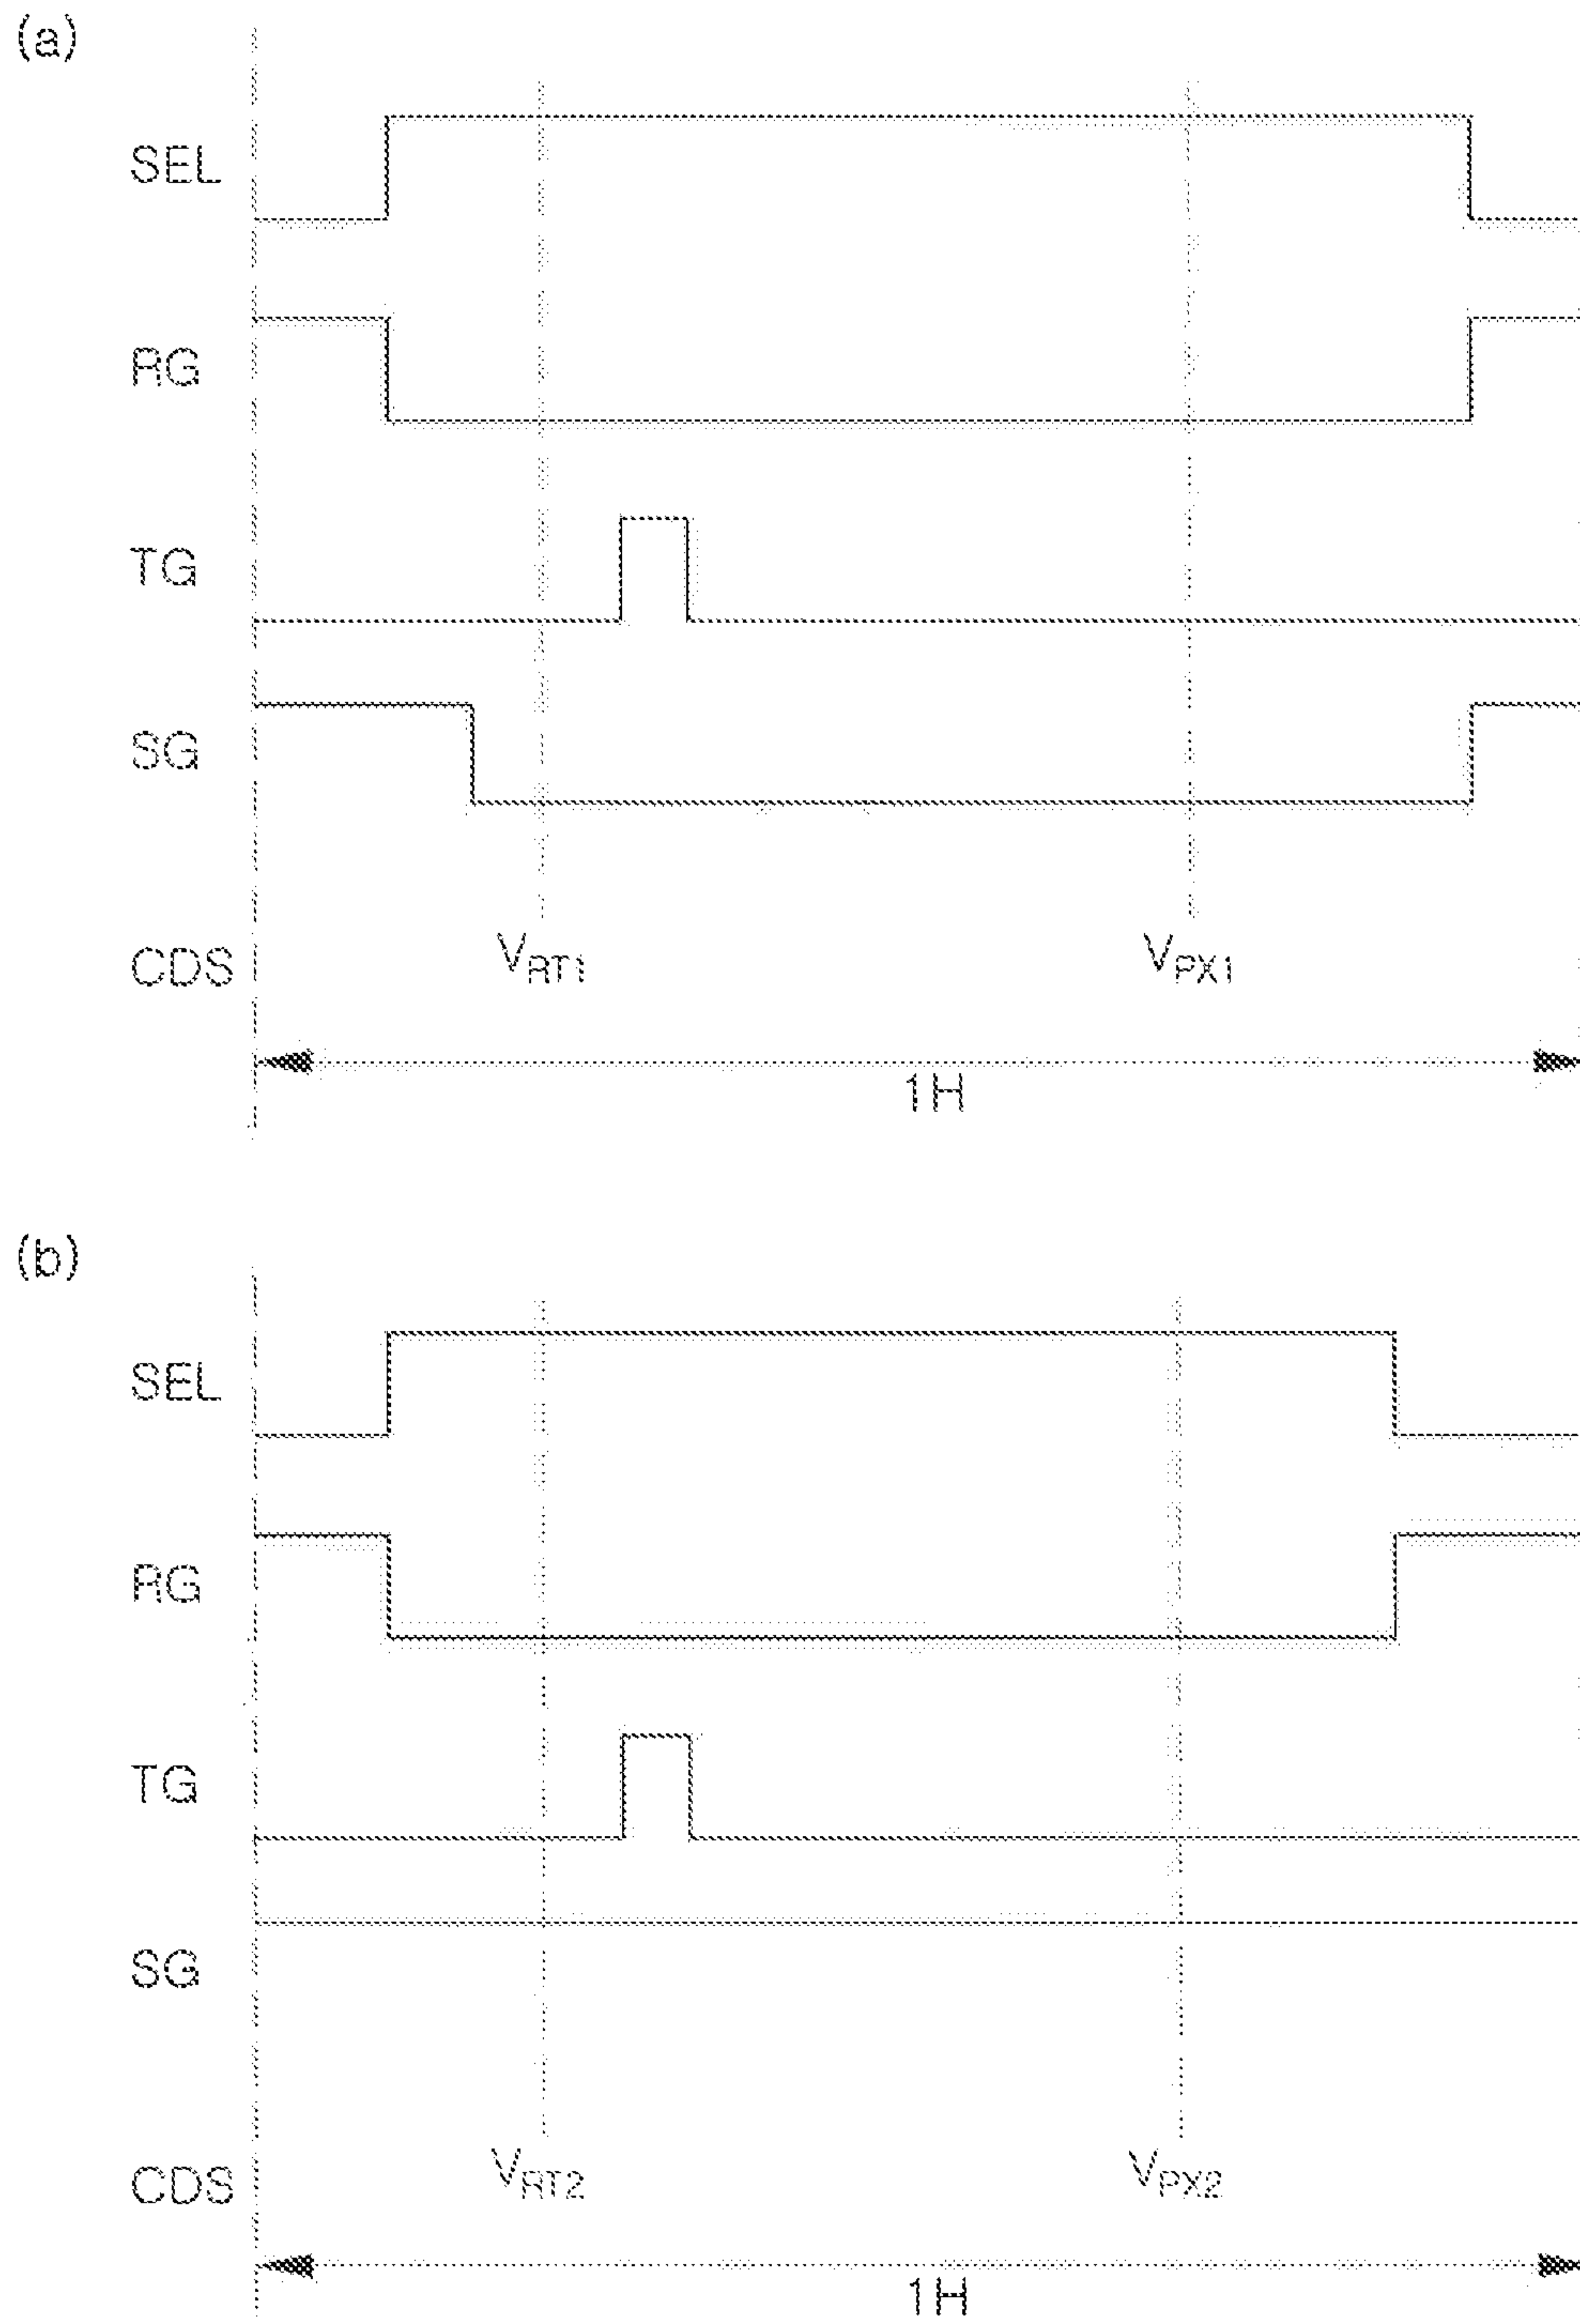 (a)
SEL
RG
TG
SG
CDS VRT1 VPX1
1H
(b)
SEL
RG
TG
SG
CDS VRT2 VPX2
1H